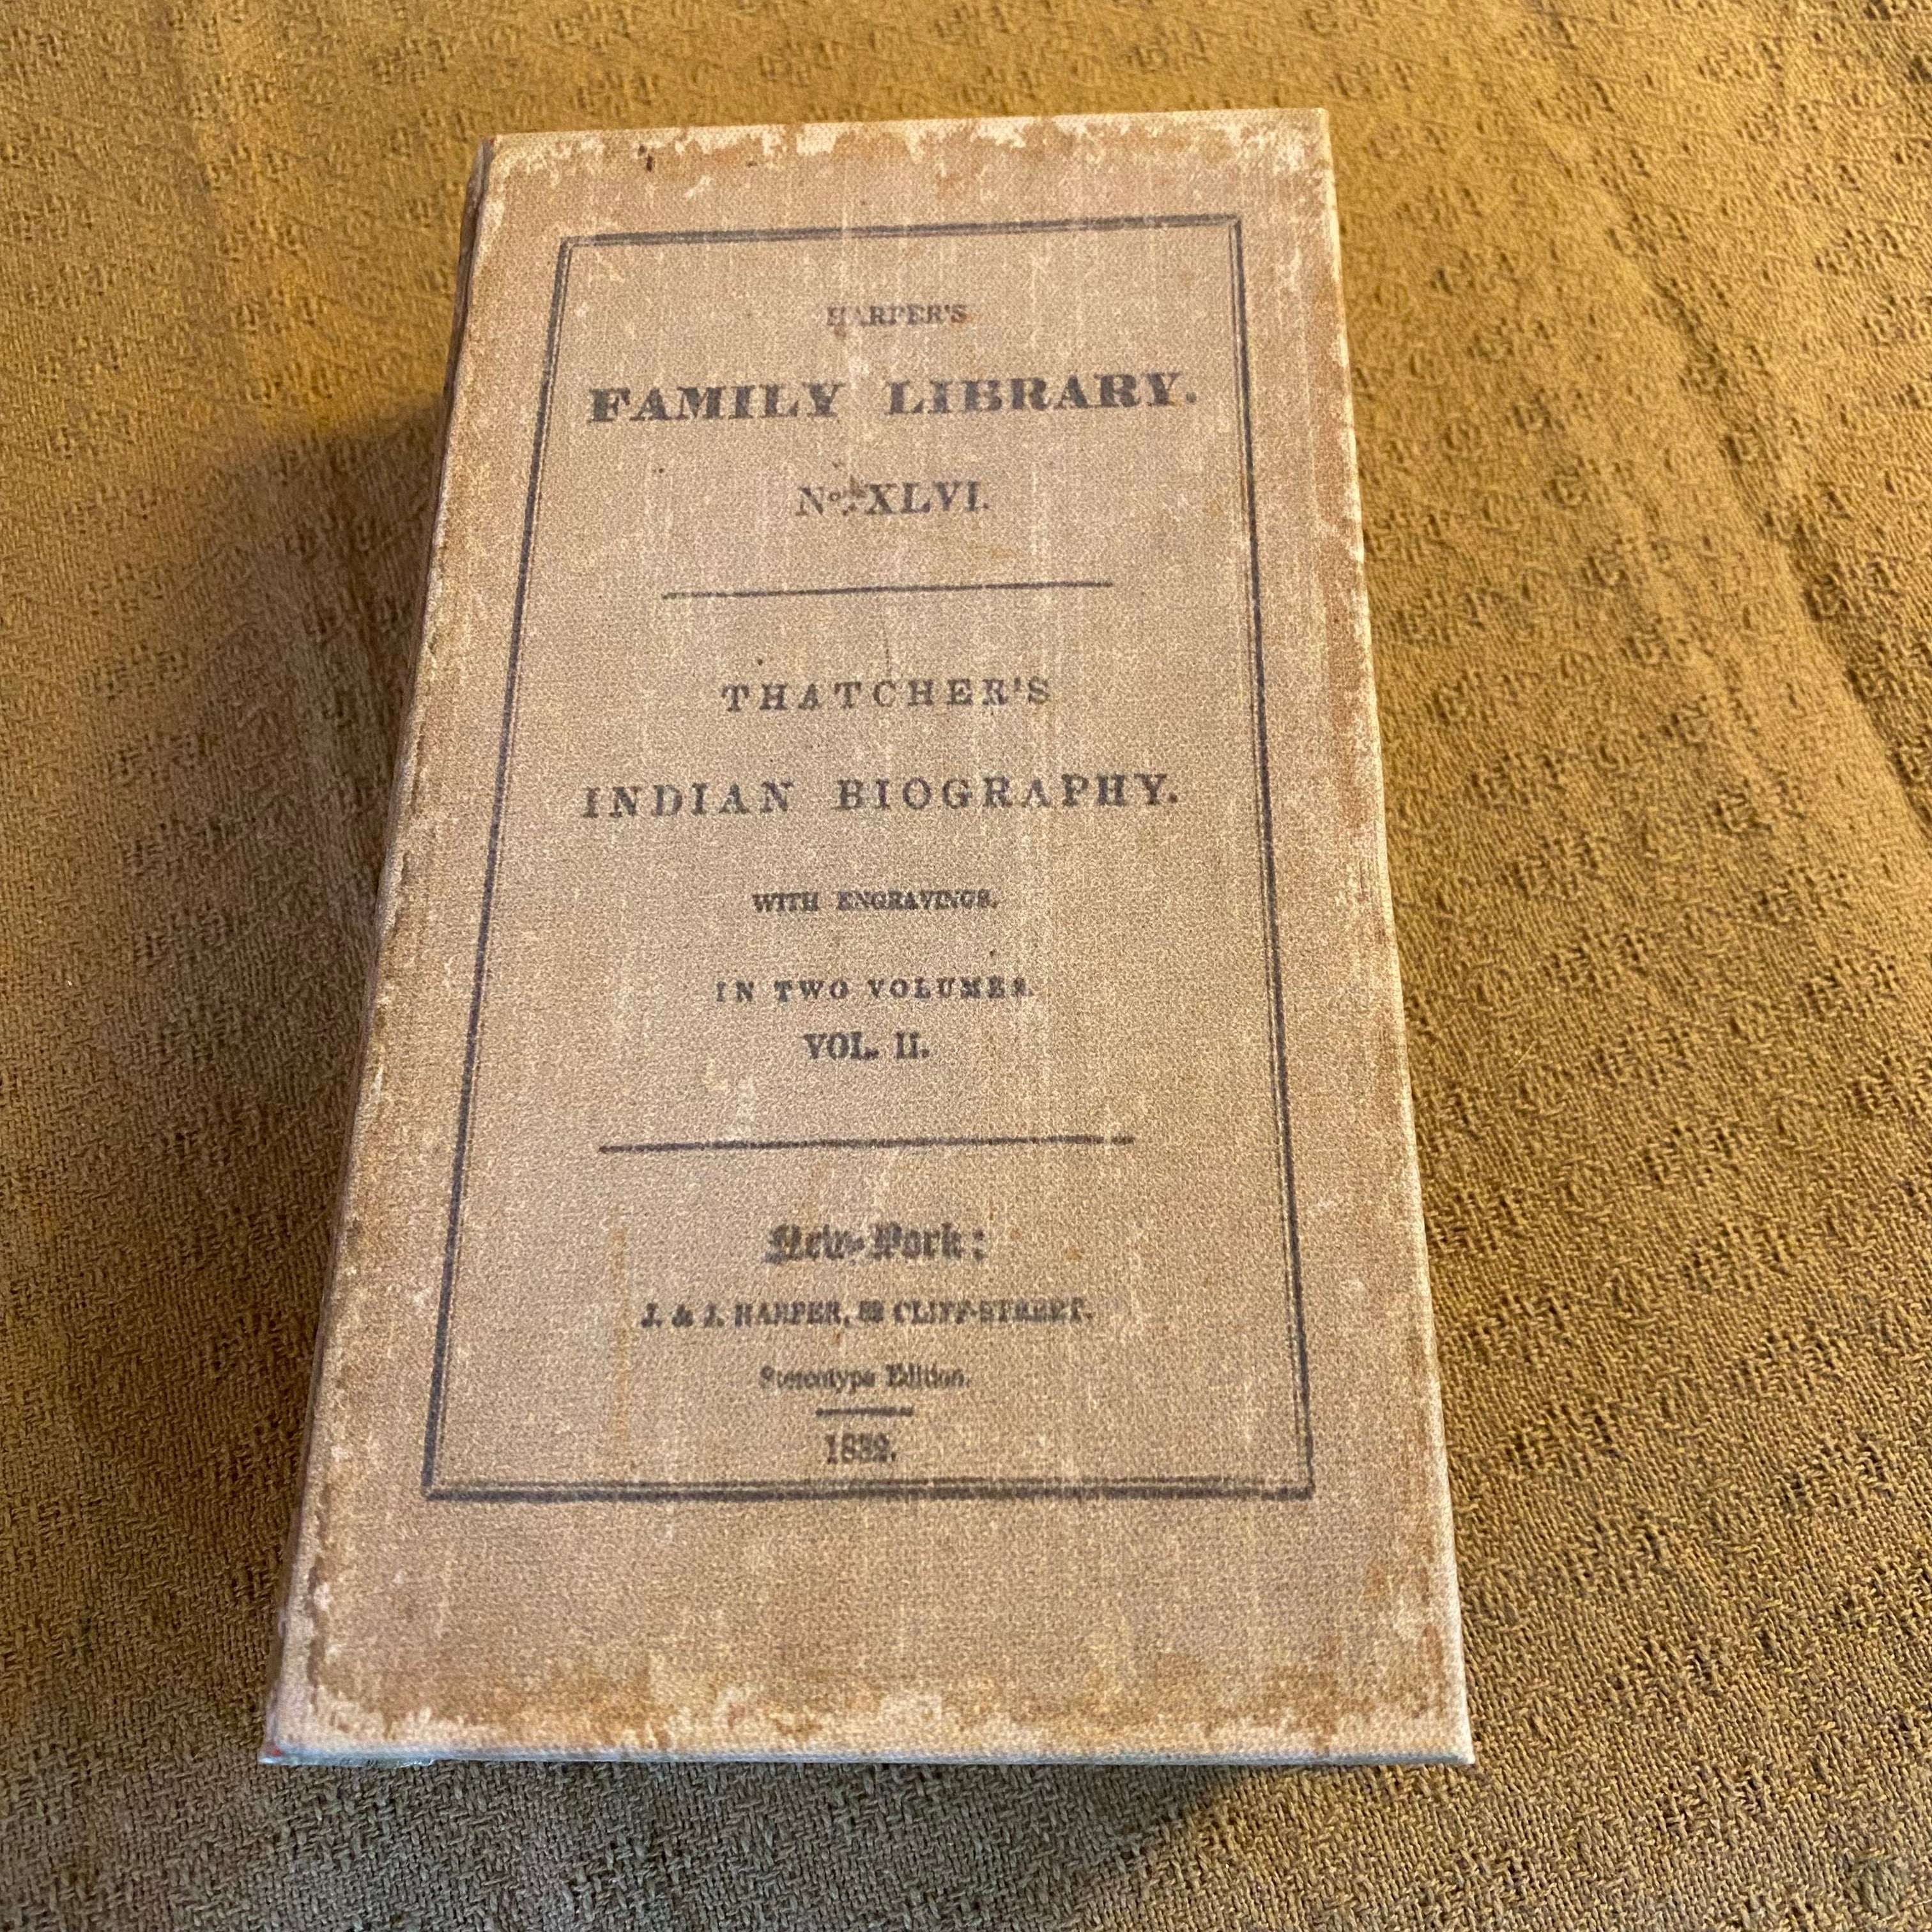 HARPER'S
FAMILY LIBRARY.
No. XLVI.
THATCHER'S
INDIAN BIOGRAPHY.
WITH ENGRAVINGS.
IN TWO VOLUMES.
VOL. II.
New-York:
J. & J. HARPER, 82 CLIFF-STREET.
Stereotype Edition.
1832.